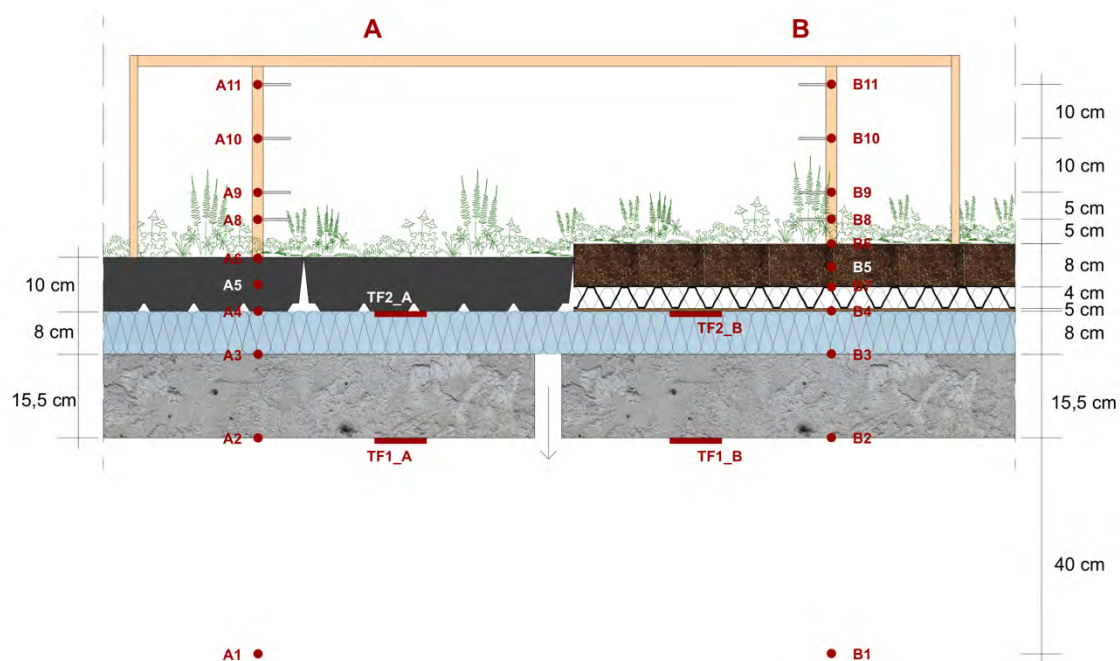 A B
A11 B11
10 cm
A10 B10
10 cm
A9 B9
5 cm
A8 B8
5 cm
B6
A6
8 cm
A5 B5
10 cm
B7
4 cm
TF2_A
A4 B4
5 cm
TF2_B
8 cm 8 cm
A3 B3
15,5 cm 15,5 cm
A2 B2
TF1_A TF1_B
40 cm
A1 B1